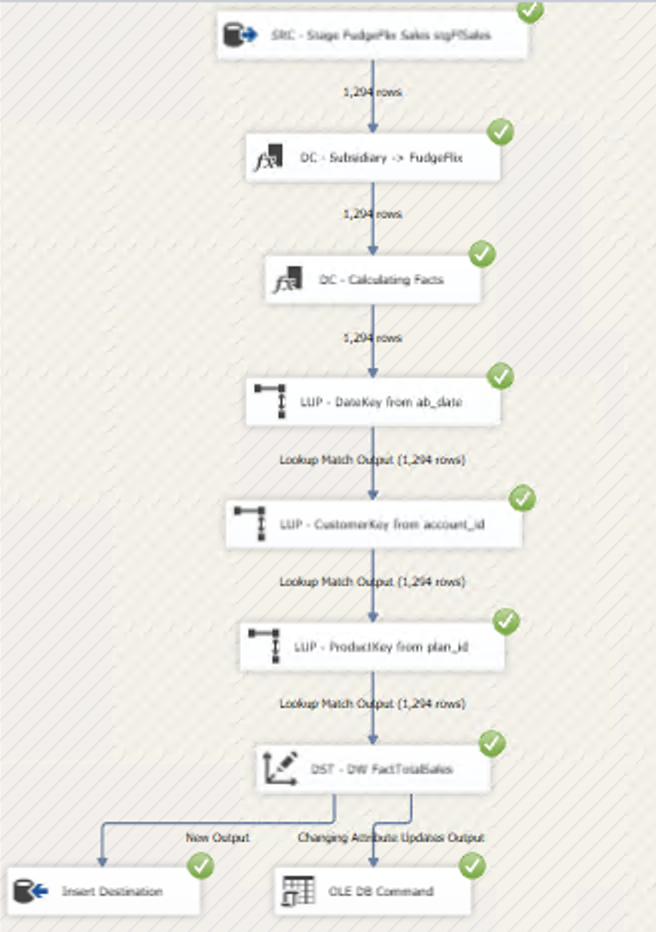 SRC - Stage FudgeFlix Sales stgFfSales
1,294 rows
DC - Subsidiary -> FudgeFlix
1,294 rows
DC - Calculating Facts
1,294 rows
LUP - DateKey from ab_date
Lookup Match Output (1,294 rows)
LUP - CustomerKey from account_id
Lookup Match Output (1,294 rows)
LUP - ProductKey from plan_id
Lookup Match Output (1,294 rows)
DST - DW FactTotalSales
New Output
Changing Attribute Updates Output
Insert Destination
OLE DB Command